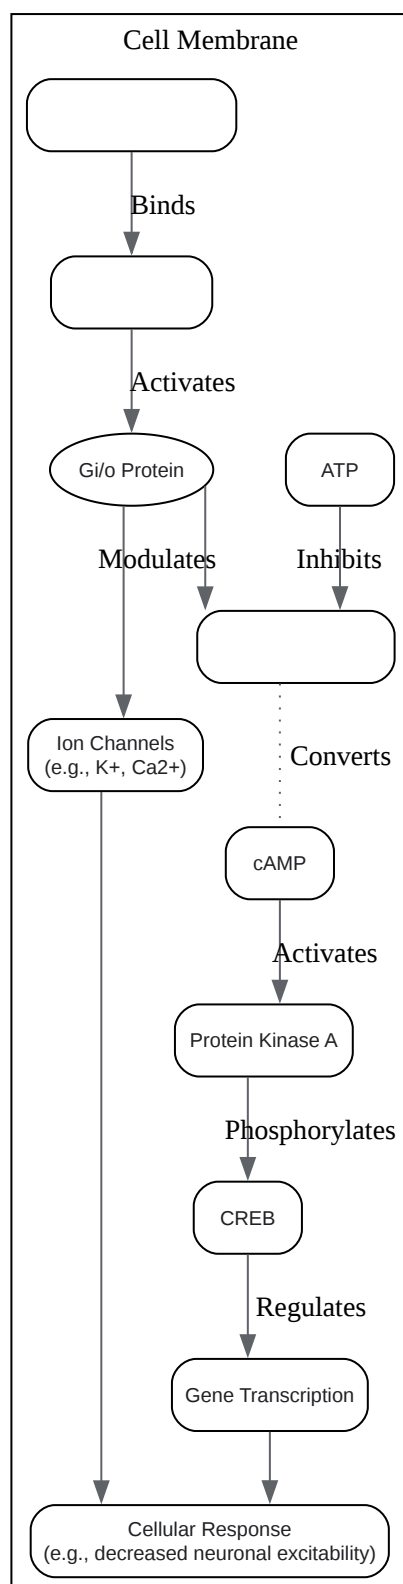 Cell Membrane
Binds
Activates
Gi/o Protein
ATP
Modulates
Inhibits
Ion Channels
(e.g., K+, Ca2+)
Converts
cAMP
Activates
Protein Kinase A
Phosphorylates
CREB
Regulates
Gene Transcription
Cellular Response
(e.g., decreased neuronal excitability)